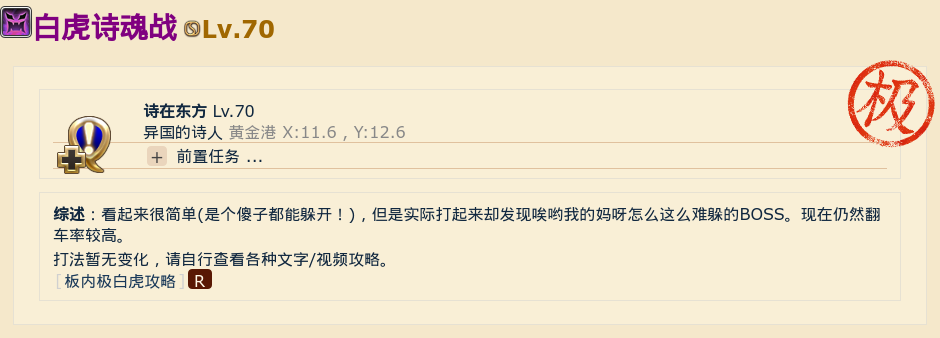 白虎诗魂战 Lv.70
极
诗在东方 Lv.70
异国的诗人 黄金港 X:11.6 , Y:12.6
+ 前置任务 ...
综述：看起来很简单(是个傻子都能躲开！)，但是实际打起来却发现唉哟我的妈呀怎么这么难躲的BOSS。现在仍然翻
车率较高。
打法暂无变化，请自行查看各种文字/视频攻略。
[板内极白虎攻略] R